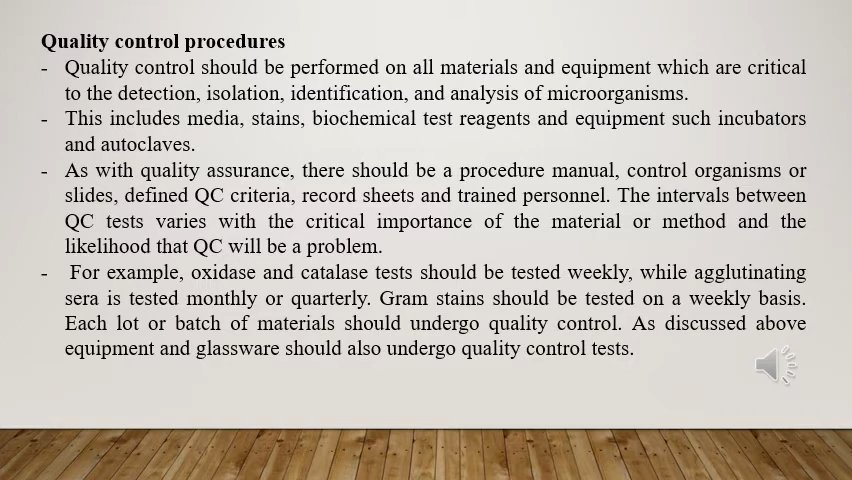 Quality control procedures
- Quality control should be performed on all materials and equipment which are critical
to the detection, isolation, identification, and analysis of microorganisms.
- This includes media, stains, biochemical test reagents and equipment such incubators
and autoclaves.
- As with quality assurance, there should be a procedure manual, control organisms or
slides, defined QC criteria, record sheets and trained personnel. The intervals between
QC tests varies with the critical importance of the material or method and the
likelihood that QC will be a problem.
- For example, oxidase and catalase tests should be tested weekly, while agglutinating
sera is tested monthly or quarterly. Gram stains should be tested on a weekly basis.
Each lot or batch of materials should undergo quality control. As discussed above
equipment and glassware should also undergo quality control tests.